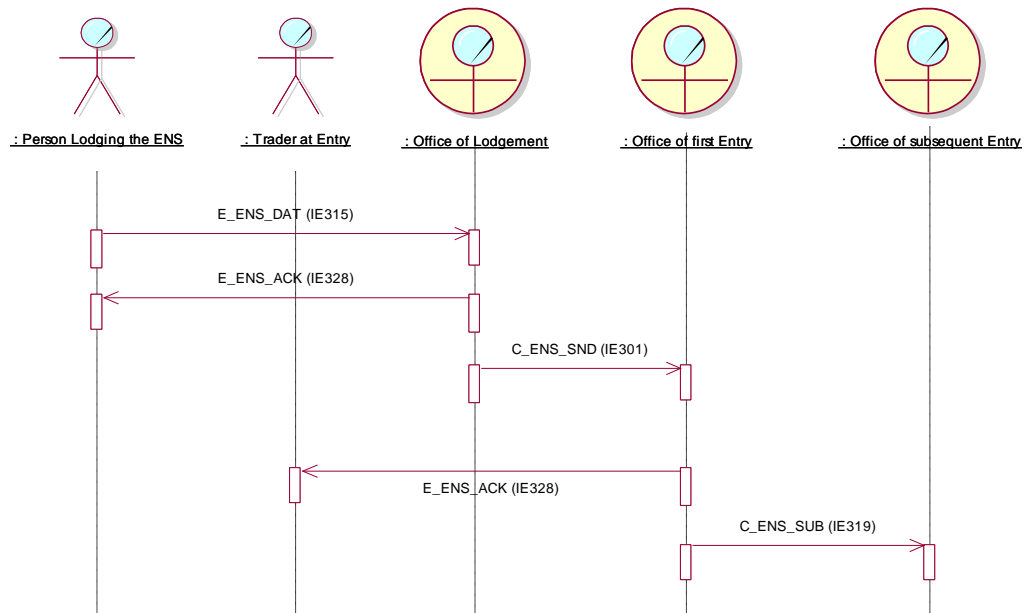 : Person Lodging the ENS
: Trader at Entry
: Office of Lodgement
: Office of first Entry
: Office of subsequent Entry
E_ENS_DAT (IE315)
E_ENS_ACK (IE328)
C_ENS_SND (IE301)
E_ENS_ACK (IE328)
C_ENS_SUB (IE319)